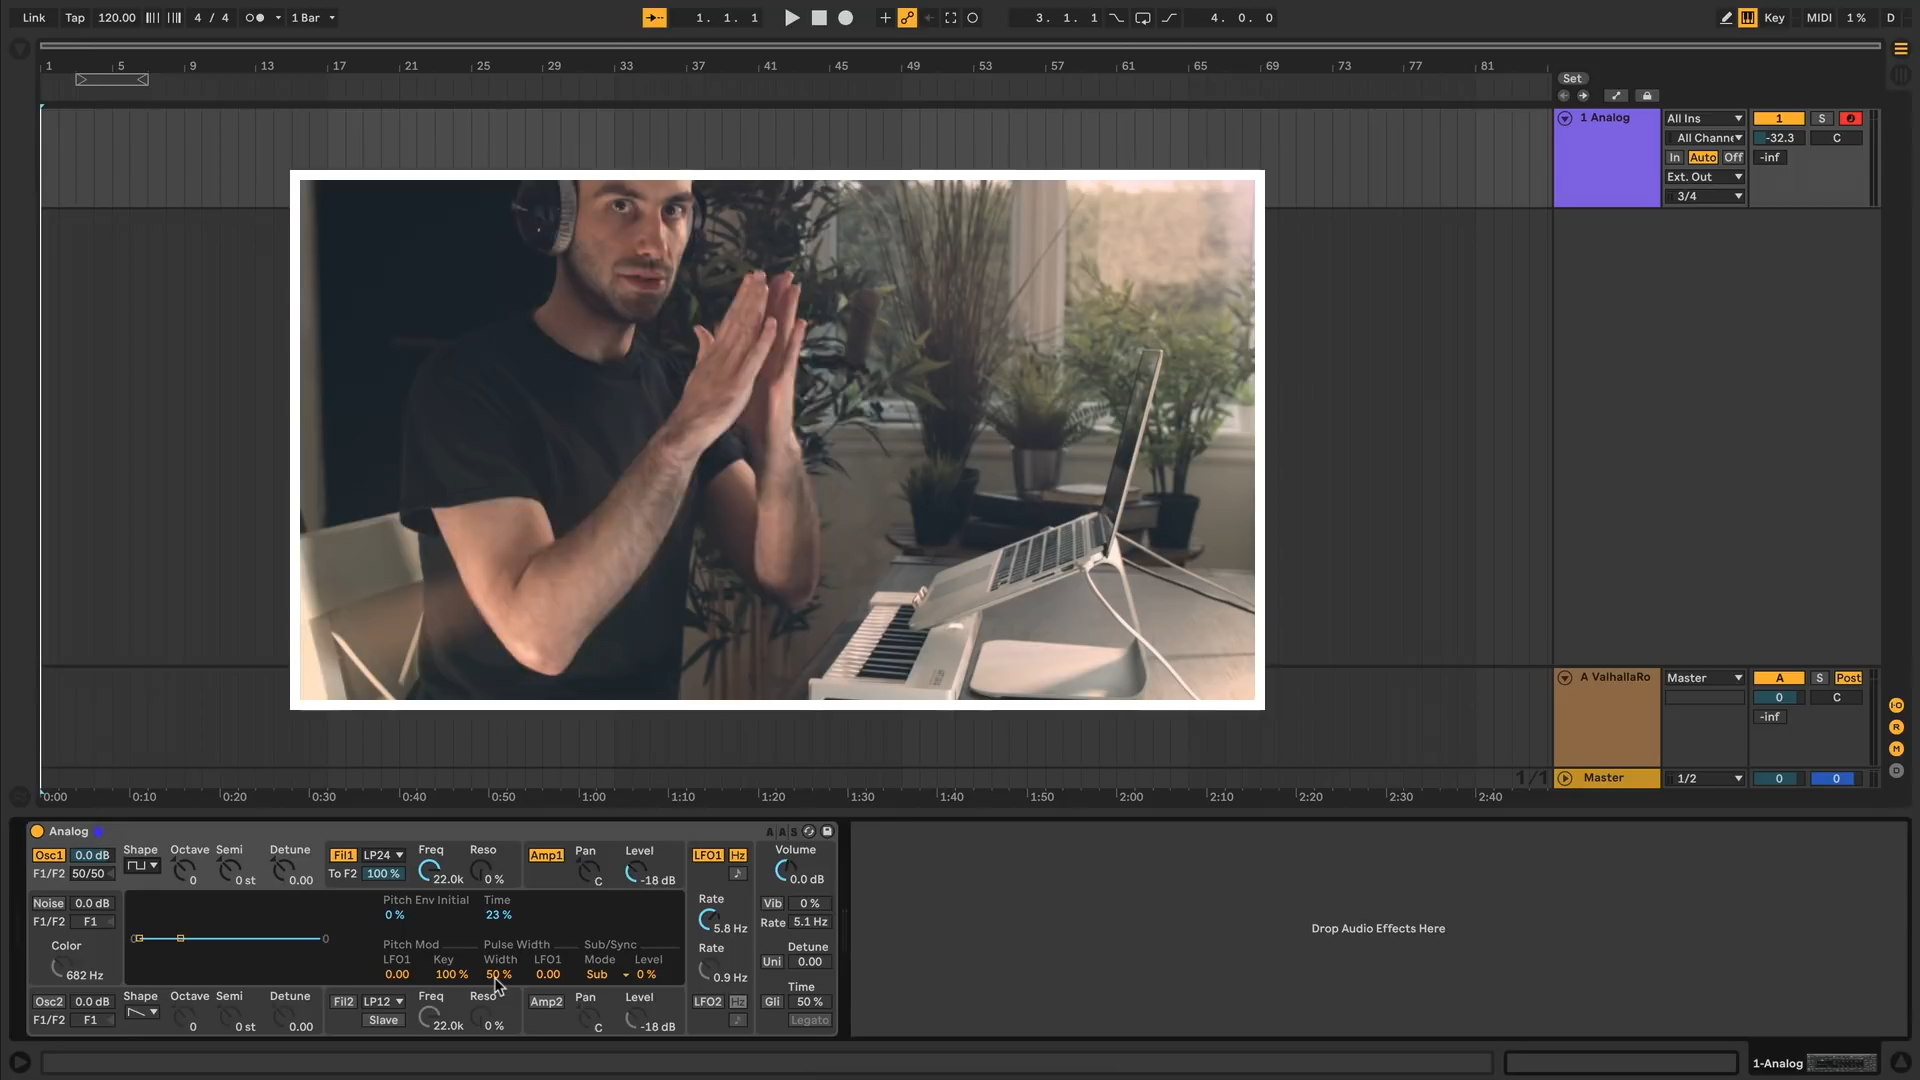 Link Tap 120.00 4 / 4 1 Bar 1. 1. 1 3. 1. 1 4. 0. 0 Key MIDI 1 % D
1 5 9 13 17 21 25 29 33 37 41 45 49 53 57 61 65 69 73 77 81
Set
1 Analog All Ins 1 S
All Channe -32.3 C
In Auto Off -inf
Ext. Out
3/4
A ValhallaRo Master A S Post
0 C
-inf
1/1 Master 1/2 0 0
0:00 0:10 0:20 0:30 0:40 0:50 1:00 1:10 1:20 1:30 1:40 1:50 2:00 2:10 2:20 2:30 2:40
Analog A A S
Osc1 0.0 dB Shape Octave Semi Detune Fil1 LP24 Freq Reso Amp1 Pan Level LFO1 Hz Volume
F1/F2 50/50 0 0 st 0.00 To F2 100 % 22.0k 0 % C -18 dB 0.0 dB
Noise 0.0 dB Pitch Env Initial Time Rate Vib 0 %
F1/F2 F1 0 % 23 % 5.8 Hz Rate 5.1 Hz
Color 0 0 Pitch Mod Pulse Width Sub/Sync Rate Detune
682 Hz LFO1 Key Width LFO1 Mode Level Uni 0.00
0.00 100 % 50 % 0.00 Sub 0 % 0.9 Hz
Osc2 0.0 dB Shape Octave Semi Detune Fil2 LP12 Freq Reso Amp2 Pan Level LFO2 Hz Time
Gli 50 %
F1/F2 F1 0 0 st 0.00 Slave 22.0k 0 % C -18 dB Legato
Drop Audio Effects Here
1-Analog